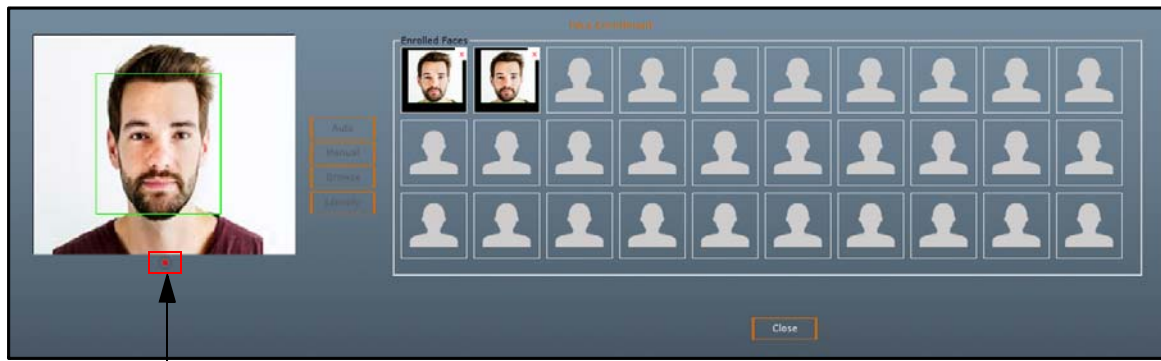 Face Enrollment
Enrolled Faces
x
x
Auto
Manual
Browse
Identify
Close